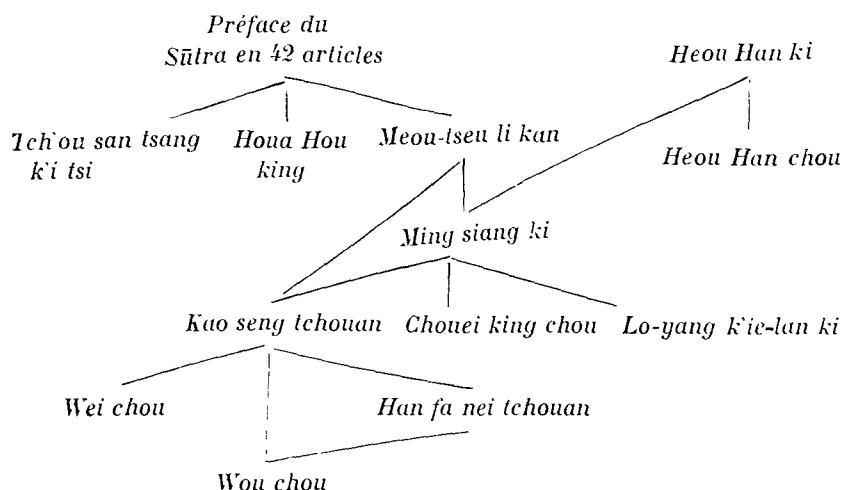 Préface du
Sūtra en 42 articles
Heou Han ki
Tch'ou san tsang
k'i tsi
Houa Hou
king
Meou-tseu li kan
Heou Han chou
Ming siang ki
Kao seng tchouan
Chouei king chou
Lo-yang k'ie-lan ki
Wei chou
Han fa nei tchouan
Wou chou